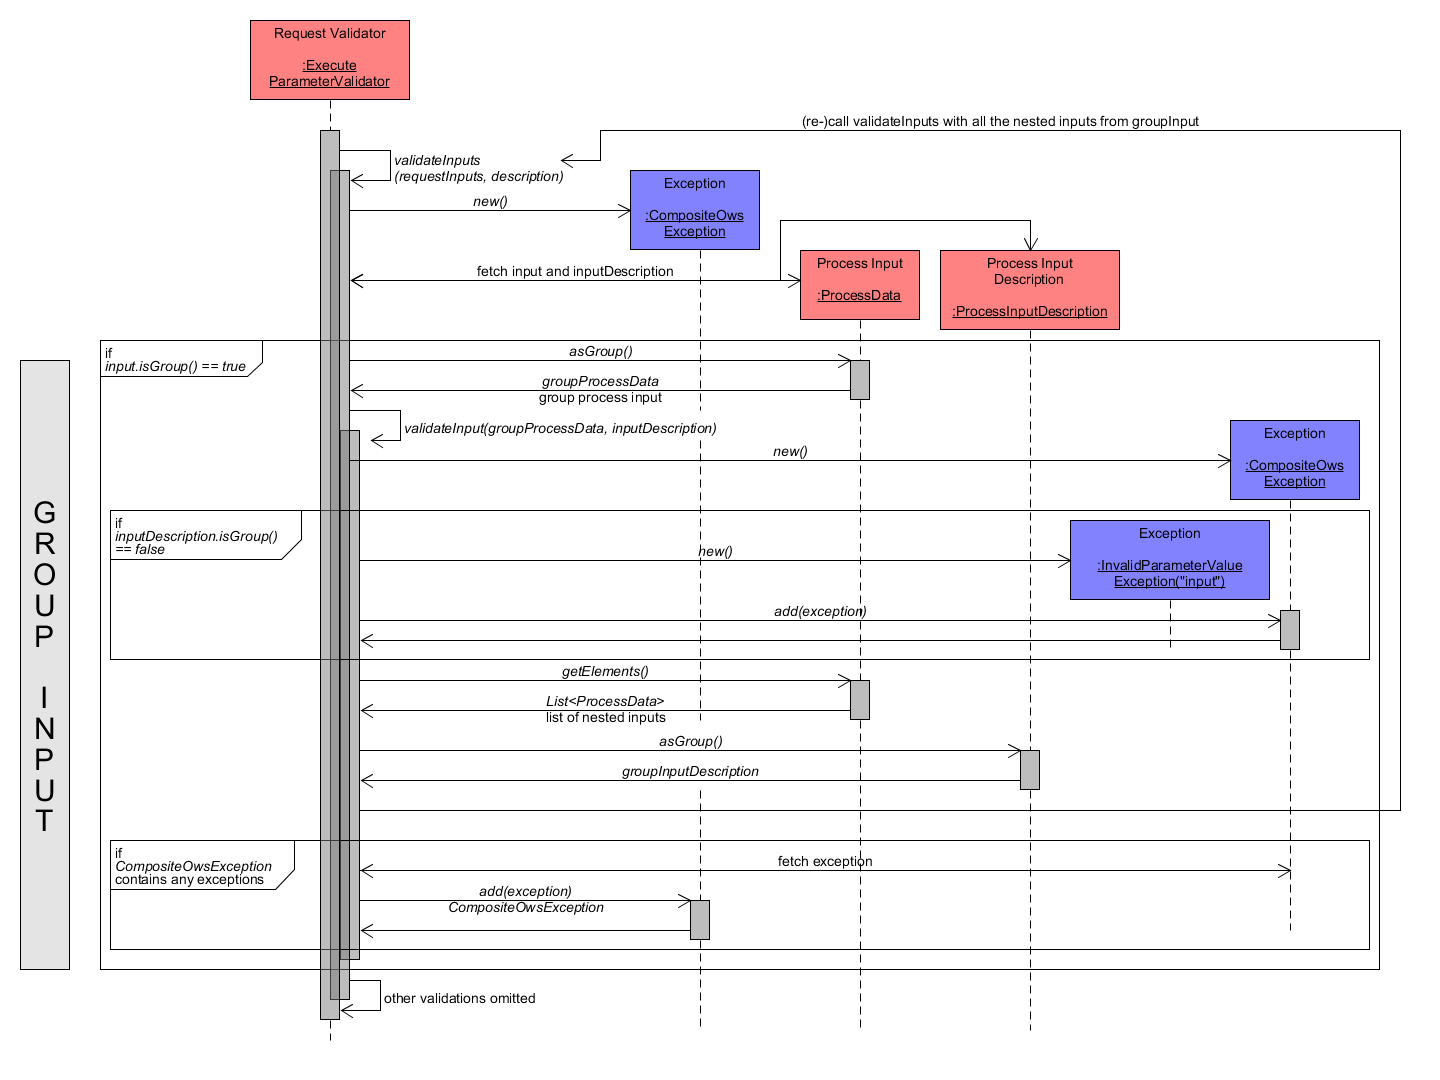 Request Validator
:Execute
ParameterValidator
(re-)call validateInputs with all the nested inputs from groupInput
validateInputs
(requestInputs, description)
new()
Exception
:CompositeOws
Exception
fetch input and inputDescription
Process Input
:ProcessData
Process Input
Description
:ProcessInputDescription
if
input.isGroup() == true
asGroup()
groupProcessData
group process input
validateInput(groupProcessData, inputDescription)
new()
Exception
:CompositeOws
Exception
GROUP INPUT
if
inputDescription.isGroup()
== false
new()
Exception
:InvalidParameterValue
Exception("input")
add(exception)
getElements()
List<ProcessData>
list of nested inputs
asGroup()
groupInputDescription
if
CompositeOwsException
contains any exceptions
fetch exception
add(exception)
CompositeOwsException
other validations omitted